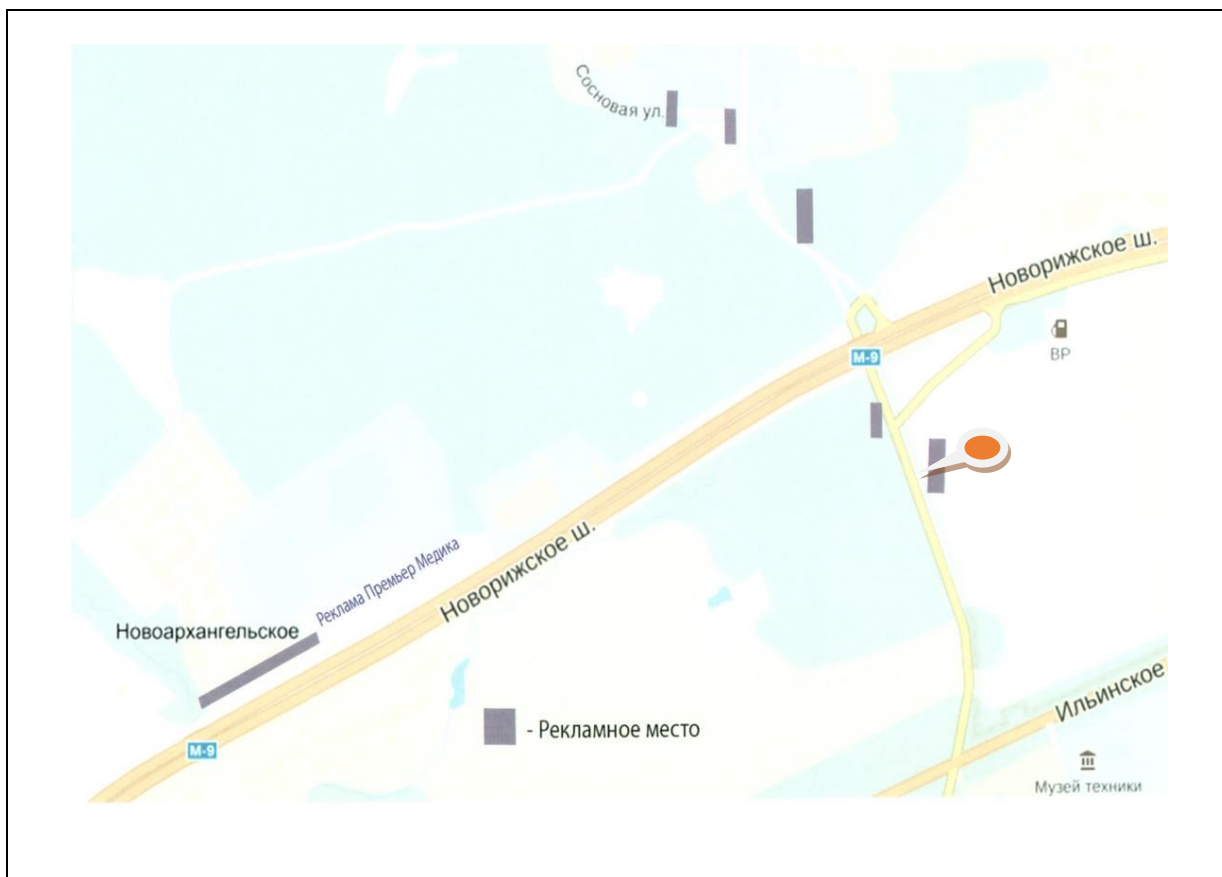 Сосновая ул.
Новорижское ш.
BP
М-9
Новорижское ш.
Реклама Премьер Медика
Новоархангельское
Ильинское
- Рекламное место
М-9
Музей техники